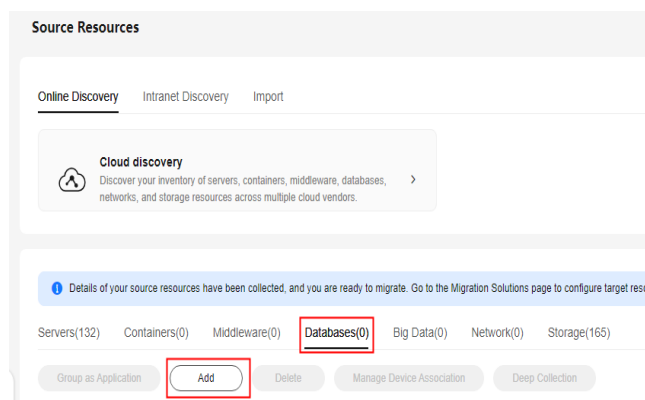 Source Resources
Online Discovery Intranet Discovery Import
Cloud discovery
Discover your inventory of servers, containers, middleware, databases,
networks, and storage resources across multiple cloud vendors.
Details of your source resources have been collected, and you are ready to migrate. Go to the Migration Solutions page to configure target
Servers(132) Containers(0) Middleware(0) Databases(0) Big Data(0) Network(0) Storage(165)
Group as Application Add Delete Manage Device Association Deep Collection